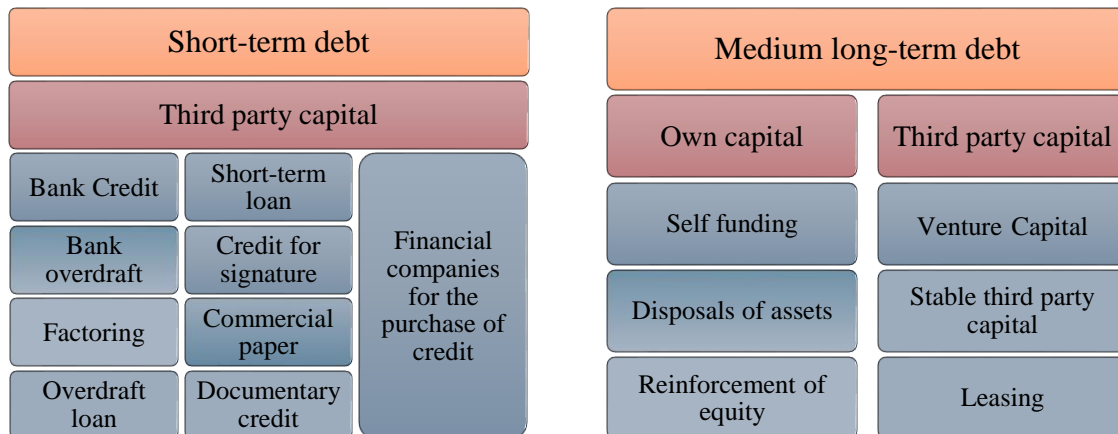 Short-term debt
Third party capital
Bank Credit
Short-term
loan
Bank
overdraft
Credit for
signature
Factoring
Commercial
paper
Overdraft
loan
Documentary
credit
Financial
companies
for the
purchase of
credit
Medium long-term debt
Own capital
Third party capital
Self funding
Venture Capital
Disposals of assets
Stable third party
capital
Reinforcement of
equity
Leasing